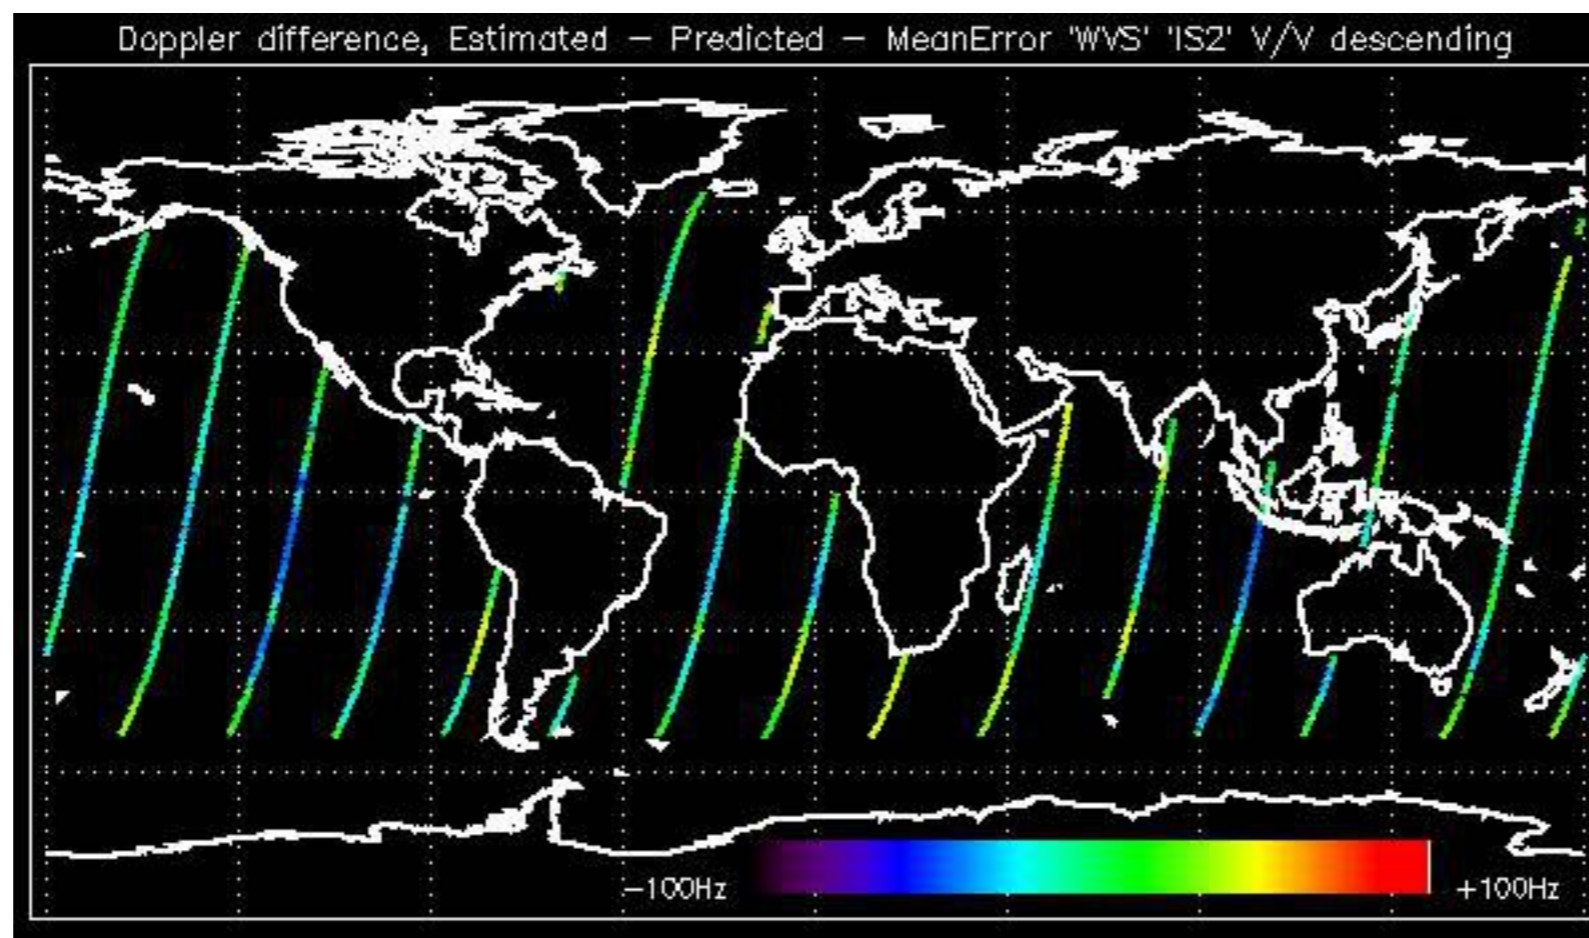 Doppler difference, Estimated – Predicted – MeanError 'WVS' 'IS2' V/V descending
−100Hz
+100Hz